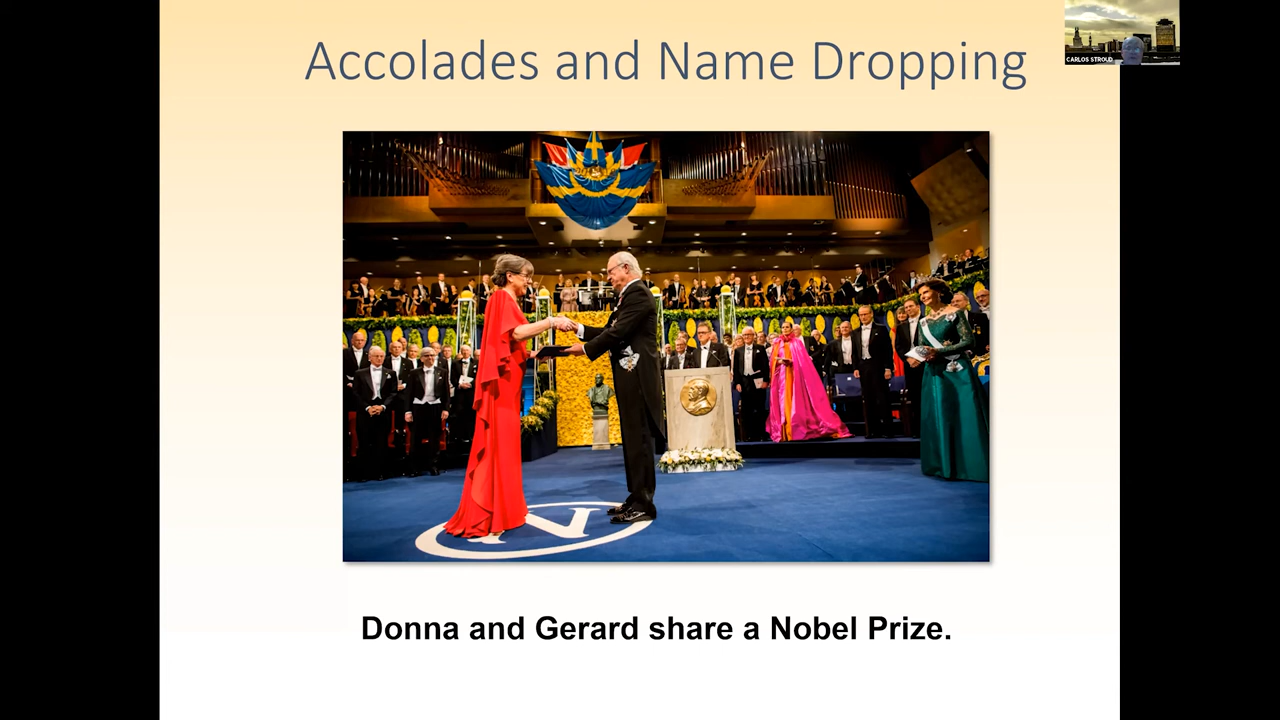 Accolades and Name Dropping
CARLOS STROUD
N
Donna and Gerard share a Nobel Prize.